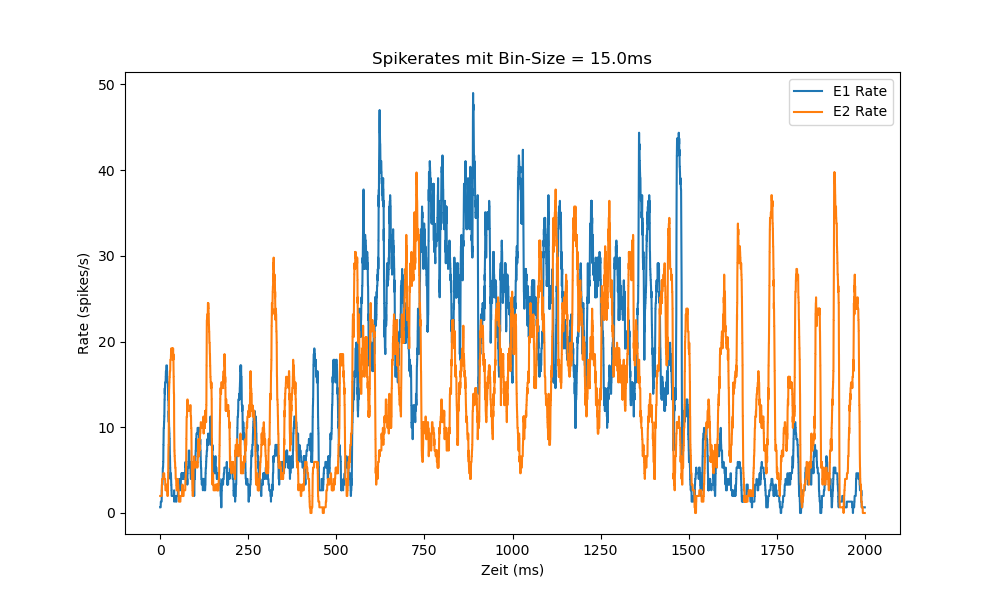 Spikerates mit Bin-Size = 15.0ms
E1 Rate
E2 Rate
50
40
30
20
10
0
Rate (spikes/s)
0 250 500 750 1000 1250 1500 1750 2000
Zeit (ms)